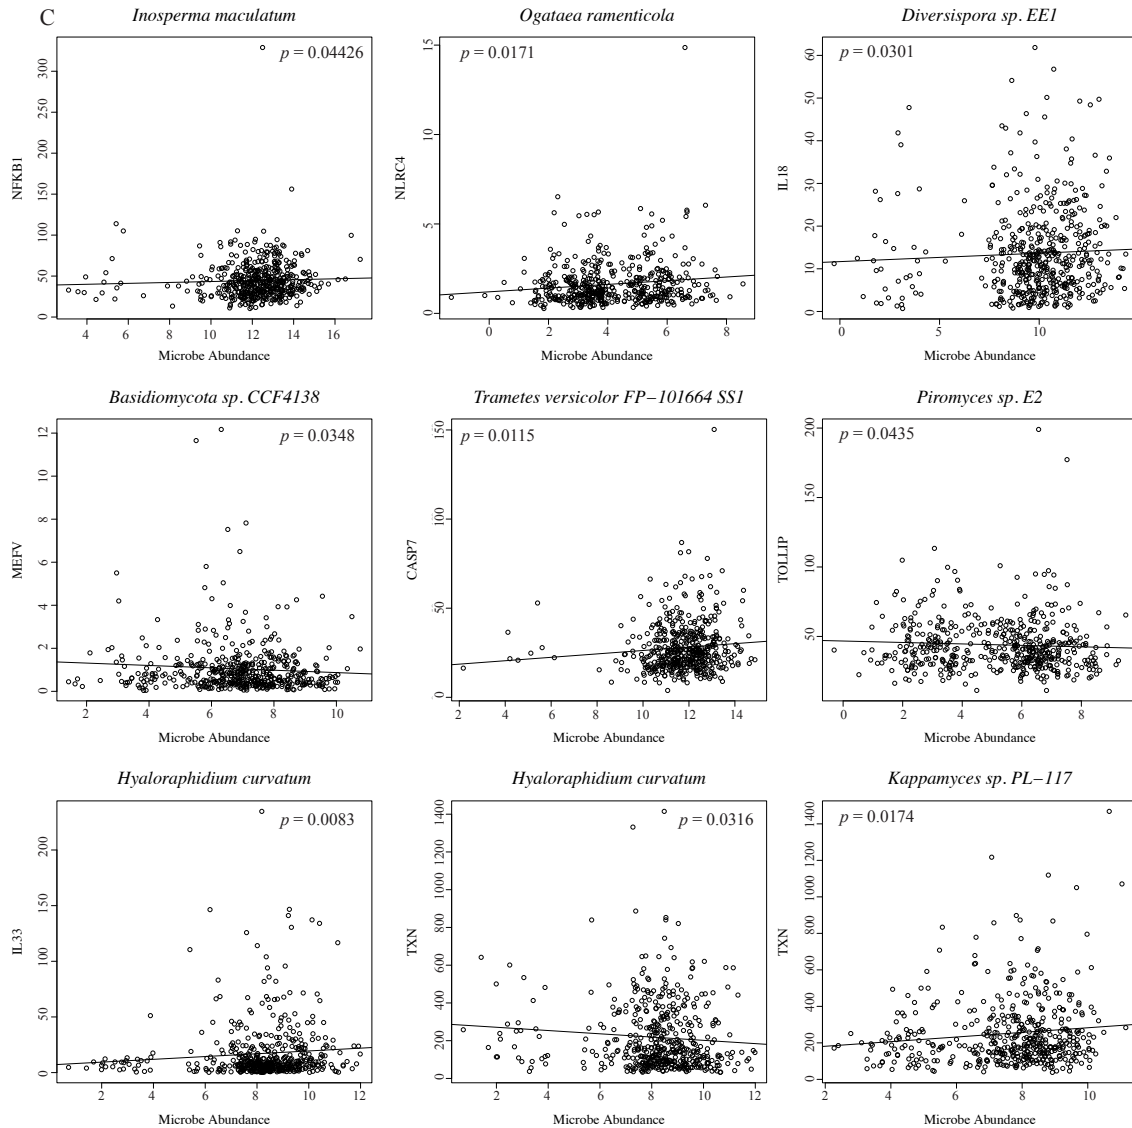 C
Inosperma maculatum
p = 0.04426
NFKB1
0 50 100 150 200 250 300
4 6 8 10 12 14 16
Microbe Abundance
Ogataea ramenticola
p = 0.0171
NLRC4
0 5 10 15
0 2 4 6 8
Microbe Abundance
Diversispora sp. EE1
p = 0.0301
IL18
0 10 20 30 40 50 60
0 5 10
Microbe Abundance
Basidiomycota sp. CCF4138
p = 0.0348
MEFV
0 2 4 6 8 10 12
2 4 6 8 10
Microbe Abundance
Trametes versicolor FP−101664 SS1
p = 0.0115
CASP7
0 50 100 150
2 4 6 8 10 12 14
Microbe Abundance
Piromyces sp. E2
p = 0.0435
TOLLIP
50 100 150 200
0 2 4 6 8
Microbe Abundance
Hyaloraphidium curvatum
p = 0.0083
IL33
0 50 100 150 200
0 2 4 6 8 10 12
Microbe Abundance
Hyaloraphidium curvatum
p = 0.0316
TXN
0 200 400 600 800 1000 1200 1400
2 4 6 8 10 12
Microbe Abundance
Kappamyces sp. PL−117
p = 0.0174
TXN
0 200 400 600 800 1000 1200 1400
2 4 6 8 10
Microbe Abundance